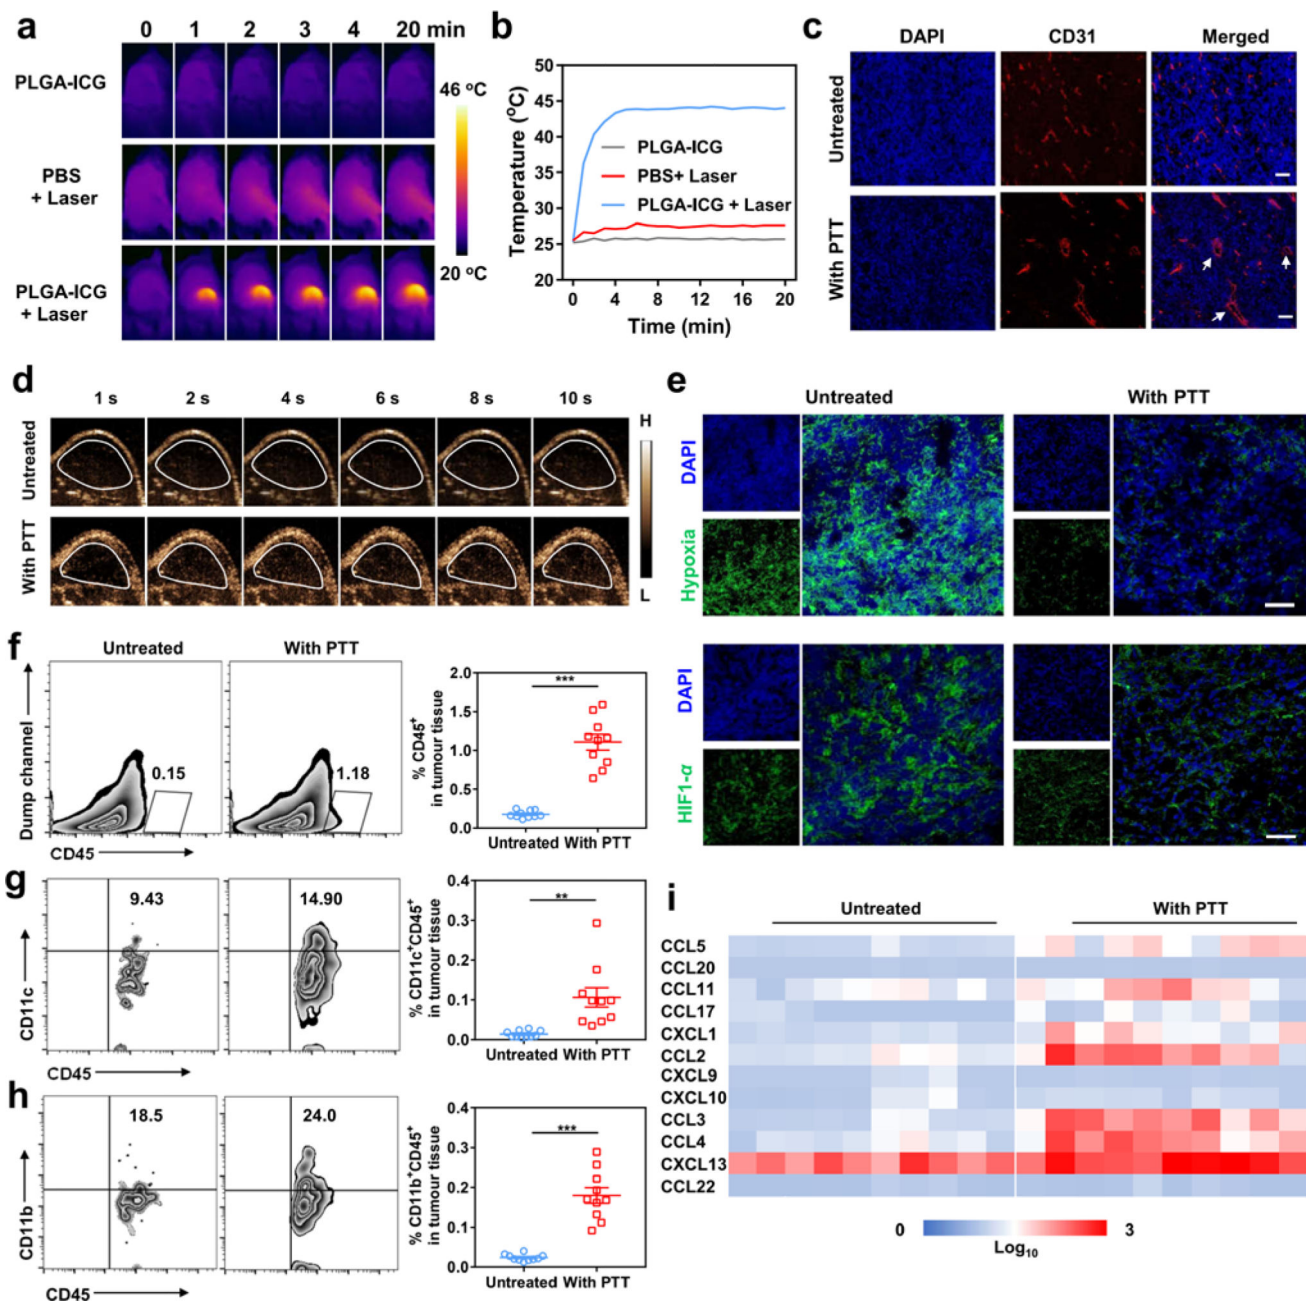 a
0 1 2 3 4 20 min
PLGA-ICG
PBS
+ Laser
PLGA-ICG
+ Laser
46 °C
20 °C
b
Temperature (°C)
50
45
40
35
30
25
20
PLGA-ICG
PBS+ Laser
PLGA-ICG + Laser
0 4 8 12 16 20
Time (min)
c
DAPI CD31 Merged
Untreated
With PTT
d
1 s 2 s 4 s 6 s 8 s 10 s
Untreated
With PTT
H
L
e
Untreated With PTT
DAPI
Hypoxia
DAPI
HIF1-α
f
Untreated With PTT
Dump channel
0.15
1.18
CD45
% CD45+
in tumour tissue
2.0
1.5
1.0
0.5
0.0
***
Untreated With PTT
g
CD11c
9.43
14.90
CD45
% CD11c+CD45+
in tumour tissue
0.4
0.3
0.2
0.1
0.0
**
Untreated With PTT
h
CD11b
18.5
24.0
CD45
% CD11b+CD45+
in tumour tissue
0.4
0.3
0.2
0.1
0.0
***
Untreated With PTT
i
Untreated With PTT
CCL5
CCL20
CCL11
CCL17
CXCL1
CCL2
CXCL9
CXCL10
CCL3
CCL4
CXCL13
CCL22
0 3
Log10